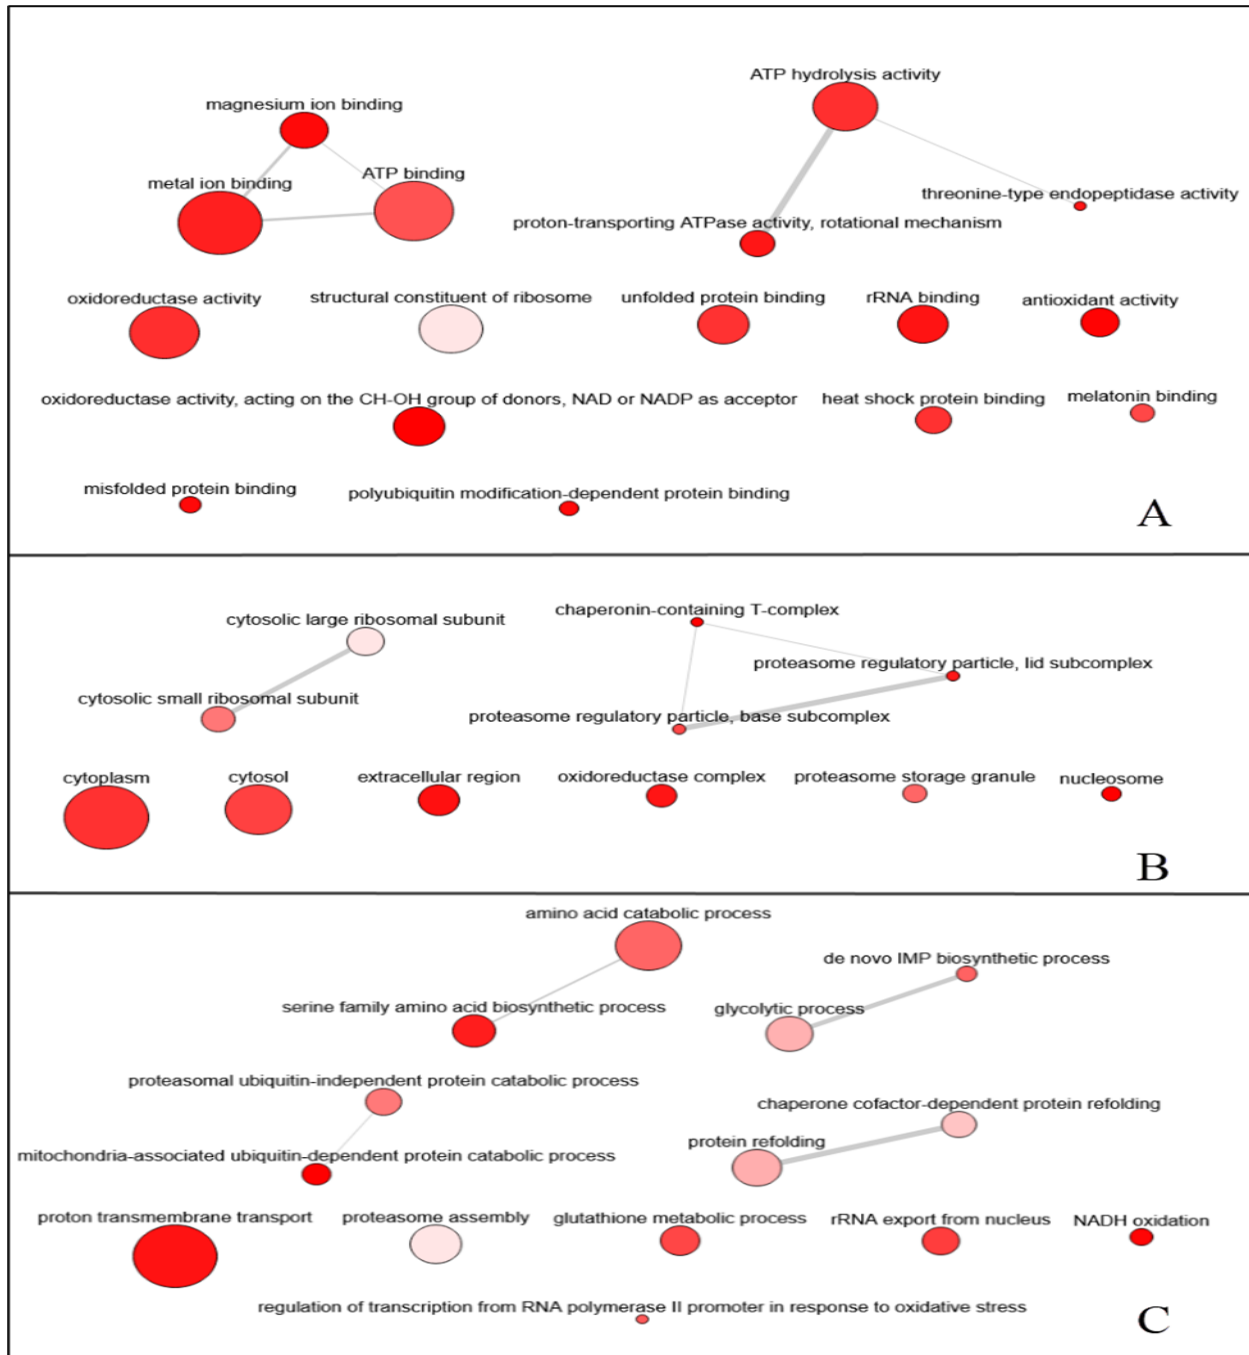 ATP hydrolysis activity
magnesium ion binding
ATP binding
metal ion binding
threonine-type endopeptidase activity
proton-transporting ATPase activity, rotational mechanism
oxidoreductase activity
structural constituent of ribosome
unfolded protein binding
rRNA binding
antioxidant activity
oxidoreductase activity, acting on the CH-OH group of donors, NAD or NADP as acceptor
heat shock protein binding
melatonin binding
misfolded protein binding
polyubiquitin modification-dependent protein binding
A
chaperonin-containing T-complex
cytosolic large ribosomal subunit
proteasome regulatory particle, lid subcomplex
cytosolic small ribosomal subunit
proteasome regulatory particle, base subcomplex
cytoplasm
cytosol
extracellular region
oxidoreductase complex
proteasome storage granule
nucleosome
B
amino acid catabolic process
de novo IMP biosynthetic process
serine family amino acid biosynthetic process
glycolytic process
proteasomal ubiquitin-independent protein catabolic process
chaperone cofactor-dependent protein refolding
protein refolding
mitochondria-associated ubiquitin-dependent protein catabolic process
proton transmembrane transport
proteasome assembly
glutathione metabolic process
rRNA export from nucleus
NADH oxidation
regulation of transcription from RNA polymerase II promoter in response to oxidative stress
C